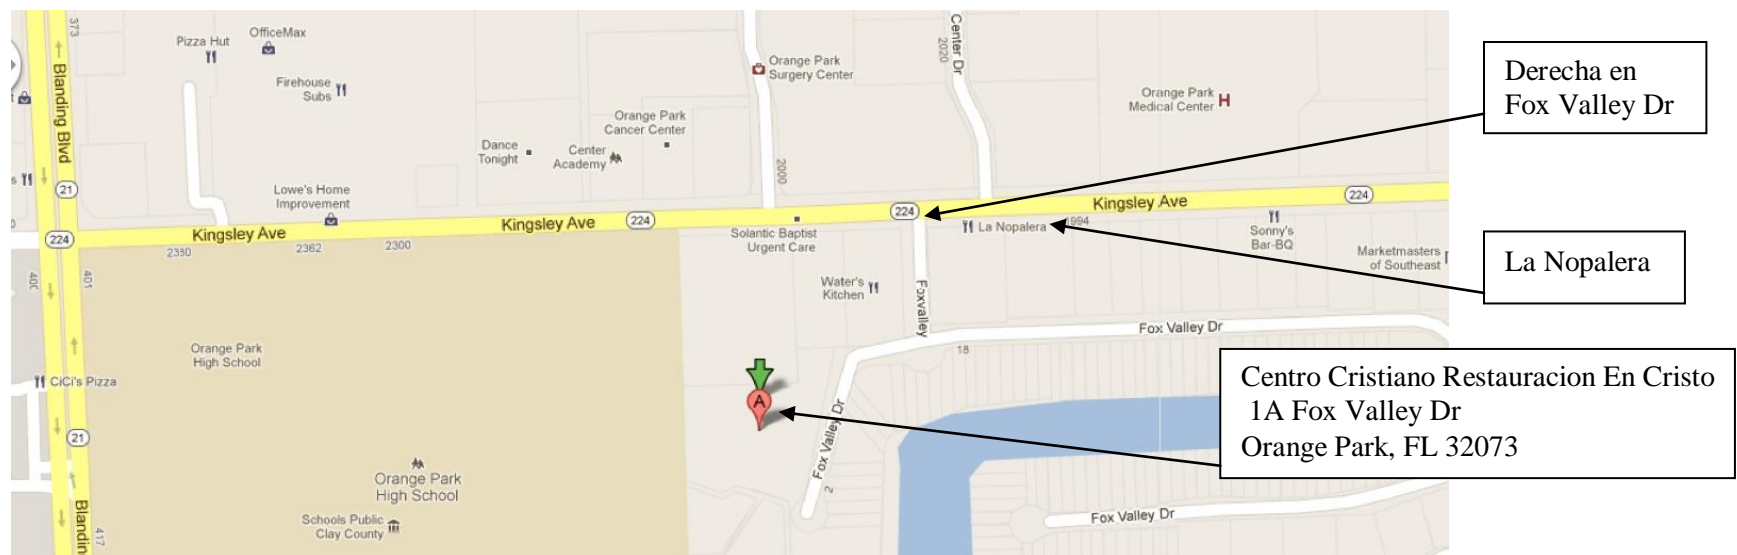 373
Pizza Hut
OfficeMax
Firehouse
Subs
Blanding Blvd
21
Dance
Tonight
Center
Academy
Orange Park
Cancer Center
Orange Park
Surgery Center
2000
Center Dr
2020
Orange Park
Medical Center
H
Derecha en
Fox Valley Dr
Lowe's Home
Improvement
224
Kingsley Ave
224
Kingsley Ave
224
224
Kingsley Ave
224
2380
2362
2300
Solantic Baptist
Urgent Care
La Nopalera
1994
Sonny's
Bar-BQ
Marketmasters
of Southeast
La Nopalera
400
401
Water's
Kitchen
Foxvalley
Fox Valley Dr
18
Orange Park
High School
CiCi's Pizza
A
Fox Valley Dr
2
Centro Cristiano Restauracion En Cristo
1A Fox Valley Dr
Orange Park, FL 32073
21
Orange Park
High School
Schools Public
Clay County
Fox Valley Dr
417